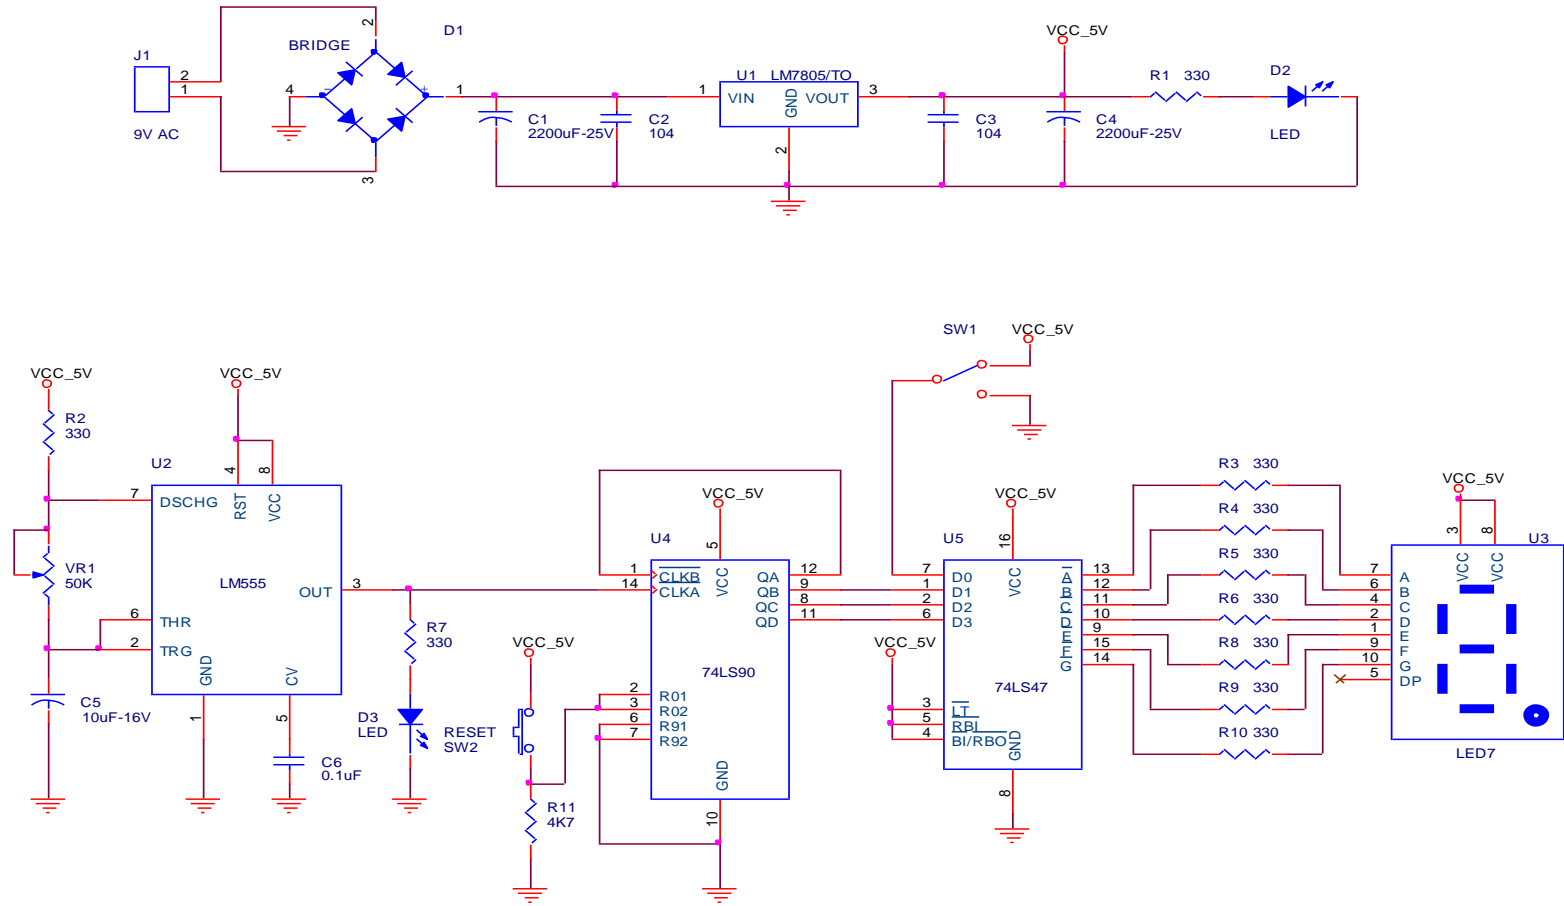 J1
2
1
9V AC
BRIDGE
D1
2
4
-
+
1
3
U1 LM7805/TO
1
VIN
GND
VOUT
3
2
C1
2200uF-25V
C2
104
C3
104
VCC_5V
C4
2200uF-25V
R1 330
D2
LED
VCC_5V
R2
330
VCC_5V
U2
4
8
7
DSCHG
RST
VCC
LM555
VR1
50K
OUT
3
6
THR
2
TRG
GND
CV
1
5
C5
10uF-16V
C6
0.1uF
R7
330
D3
LED
VCC_5V
RESET
SW2
R11
4K7
VCC_5V
U4
5
VCC
1
CLKB
14
CLKA
QA
12
QB
9
QC
8
QD
11
74LS90
2
R01
3
R02
6
R91
7
R92
GND
10
SW1
VCC_5V
VCC_5V
U5
16
VCC
7
D0
1
D1
2
D2
6
D3
A
13
B
12
C
11
D
10
E
9
F
15
G
14
VCC_5V
74LS47
3
LT
5
RBI
4
BI/RBO
GND
8
R3 330
R4 330
R5 330
R6 330
R8 330
R9 330
R10 330
VCC_5V
3
8
U3
VCC
VCC
7
A
6
B
4
C
2
D
1
E
9
F
10
G
5
DP
LED7